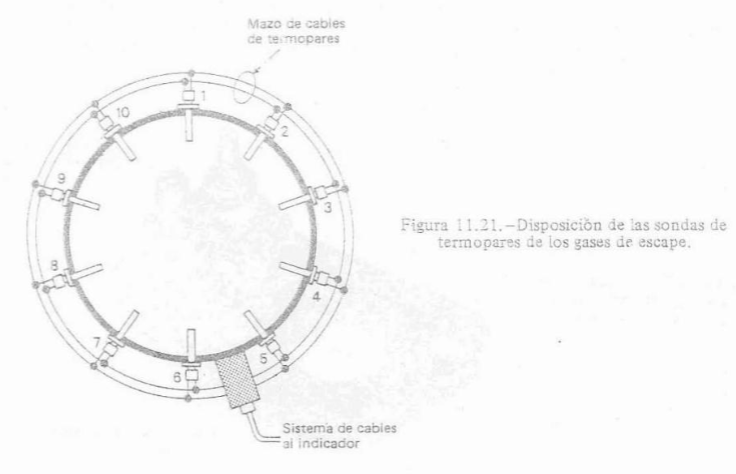 Mazo de cables
de termopares
1
2
3
4
5
6
7
8
9
10
Figura 11.21.—Disposición de las sondas de
termopares de los gases de escape.
Sistema de cables
al indicador